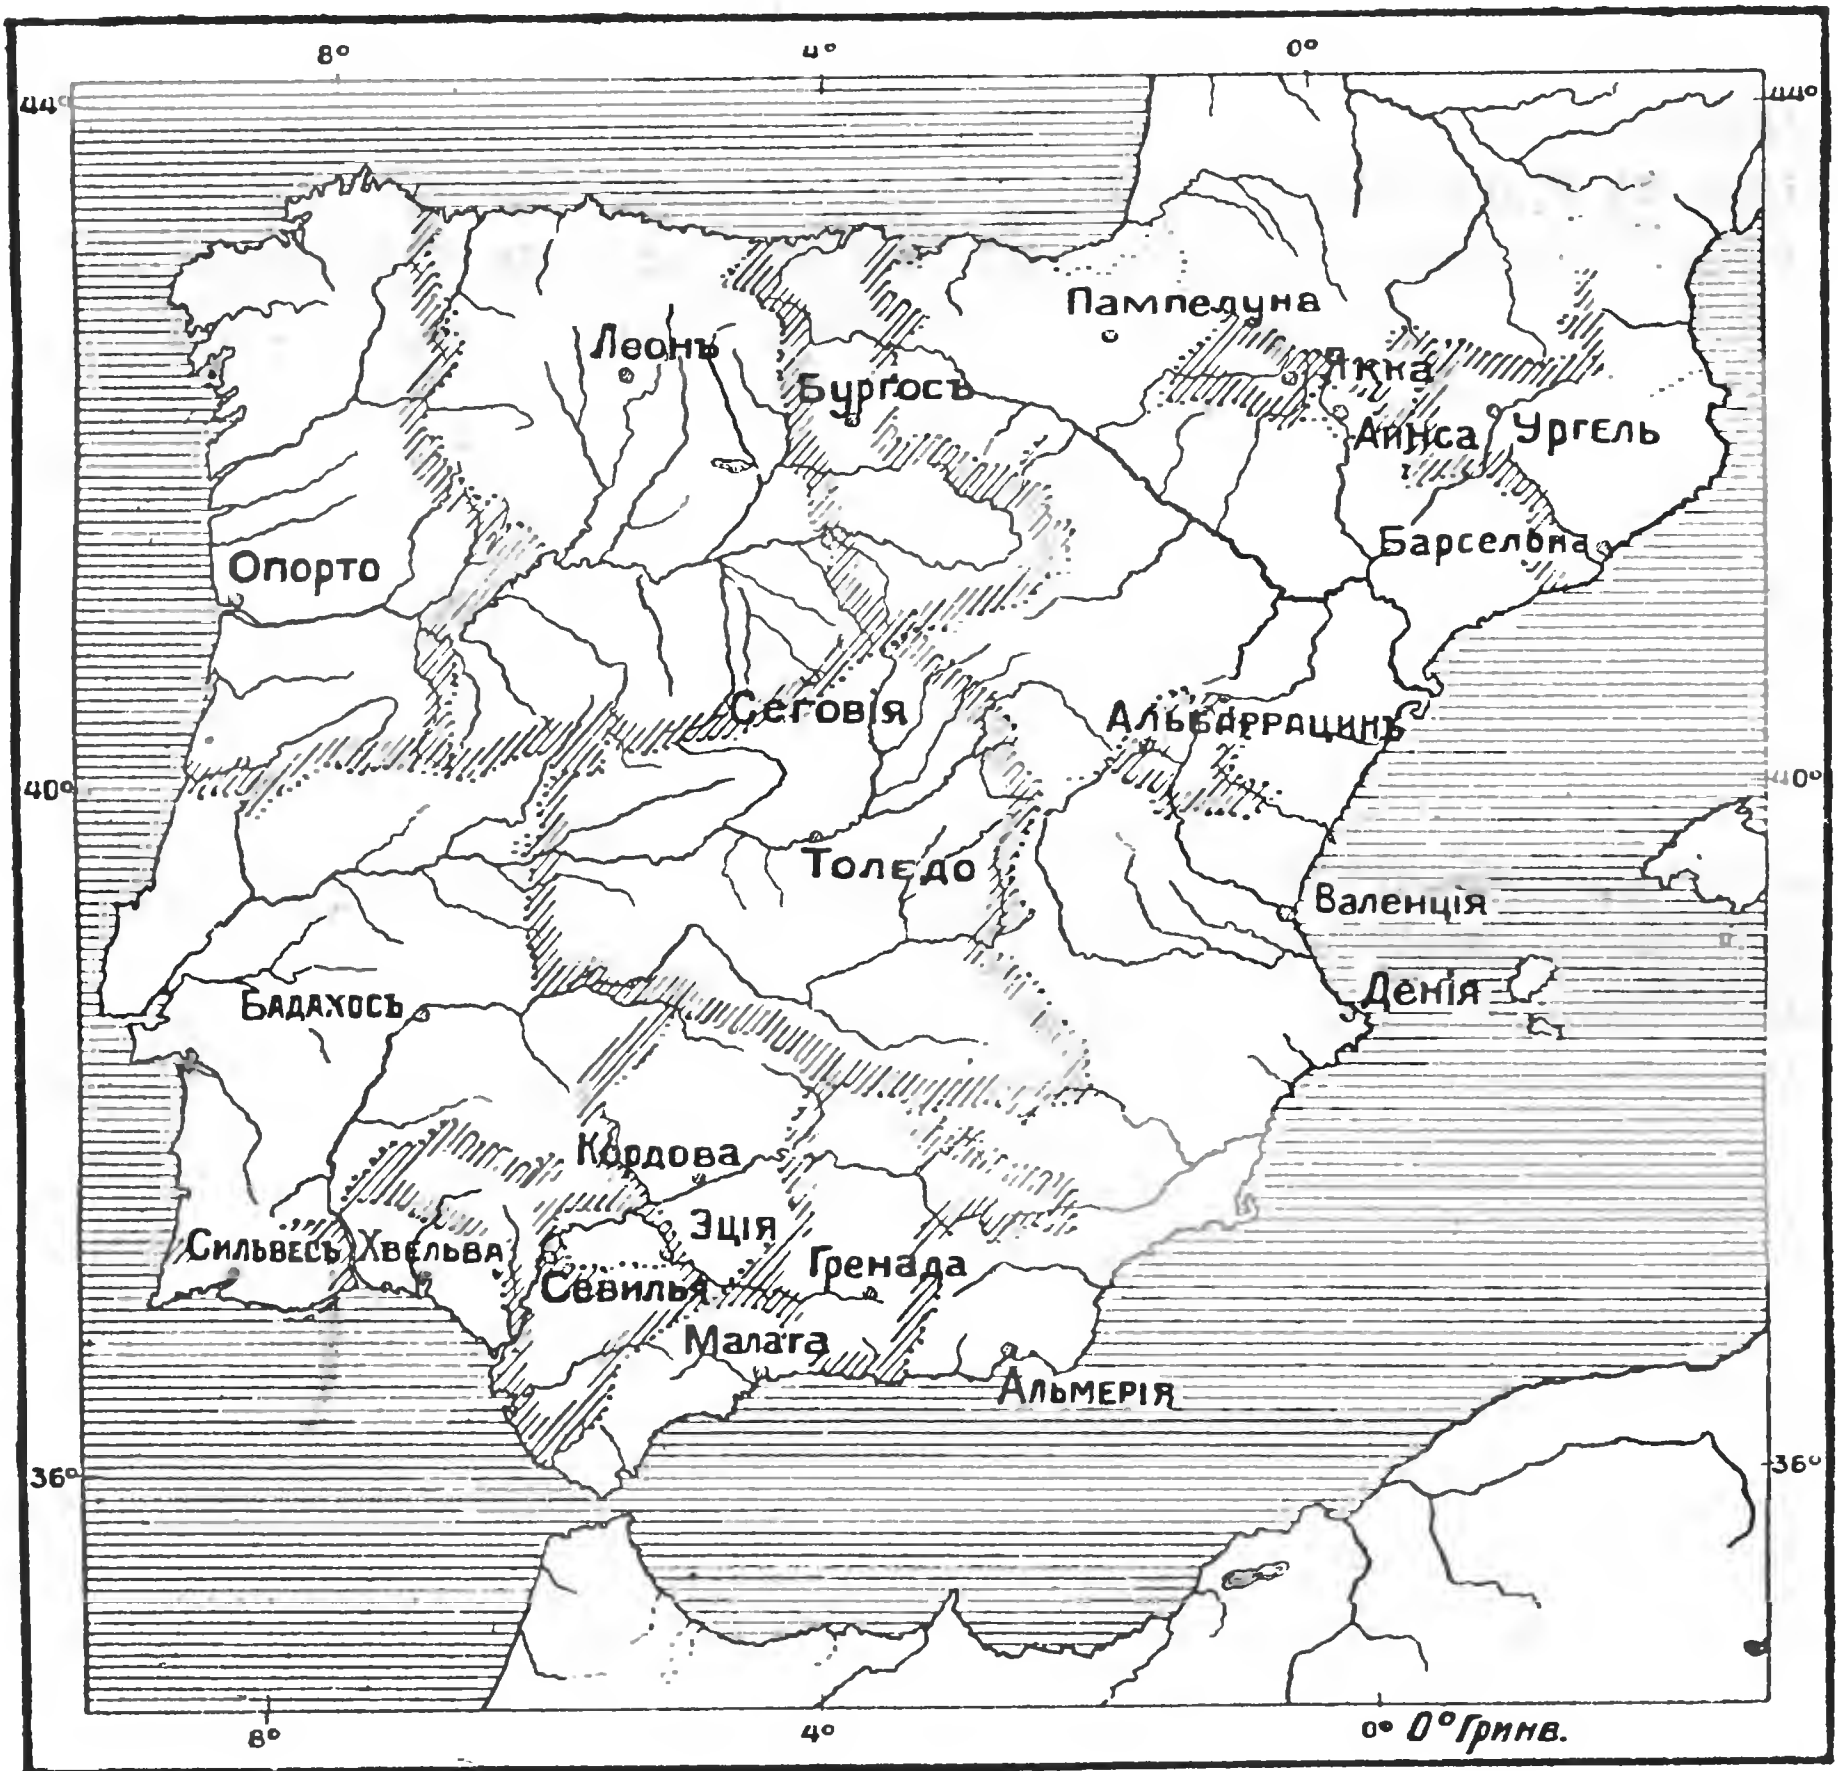 8° 4° 0°
44° 44°
Пампелуна
Леонъ
Якка
Бургосъ
Аинса Ургель
Барселона
Опорто
Сеговія
Альбаррацинъ
40° 40°
Толедо
Валенція
Денія
Бадахосъ
Кордова
Эція
Сильвесъ Хвельва
Гренада
Севилья
Малага
Альмерія
36° 36°
8° 4° 0° 0° Гринв.